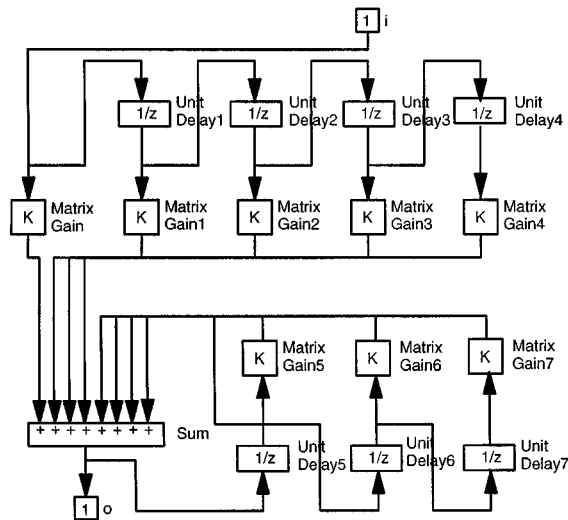 1 i
1/z Unit Delay1
1/z Unit Delay2
1/z Unit Delay3
1/z Unit Delay4
K Matrix Gain
K Matrix Gain1
K Matrix Gain2
K Matrix Gain3
K Matrix Gain4
K Matrix Gain5
K Matrix Gain6
K Matrix Gain7
+ + + + + + + + Sum
1/z Unit Delay5
1/z Unit Delay6
1/z Unit Delay7
1 o